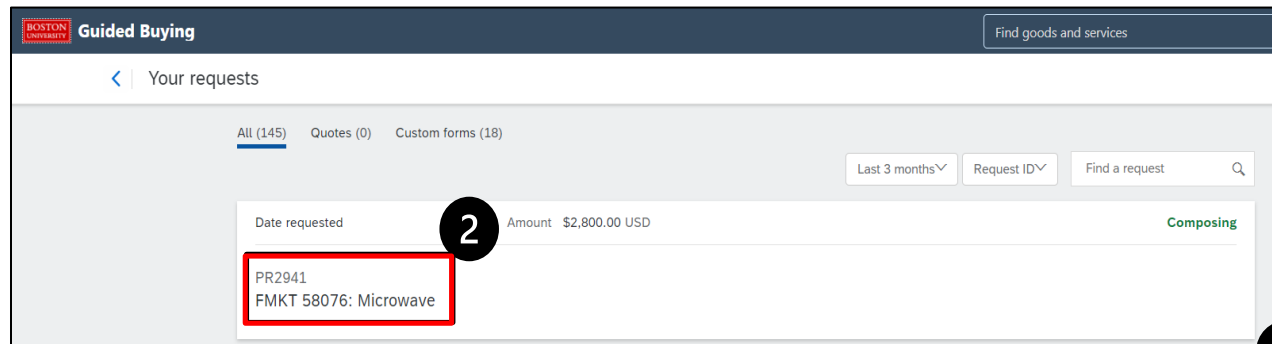 BOSTON UNIVERSITY Guided Buying Find goods and services
Your requests
All (145) Quotes (0) Custom forms (18)
Last 3 months Request ID Find a request
Date requested 2 Amount $2,800.00 USD Composing
PR2941
FMKT 58076: Microwave